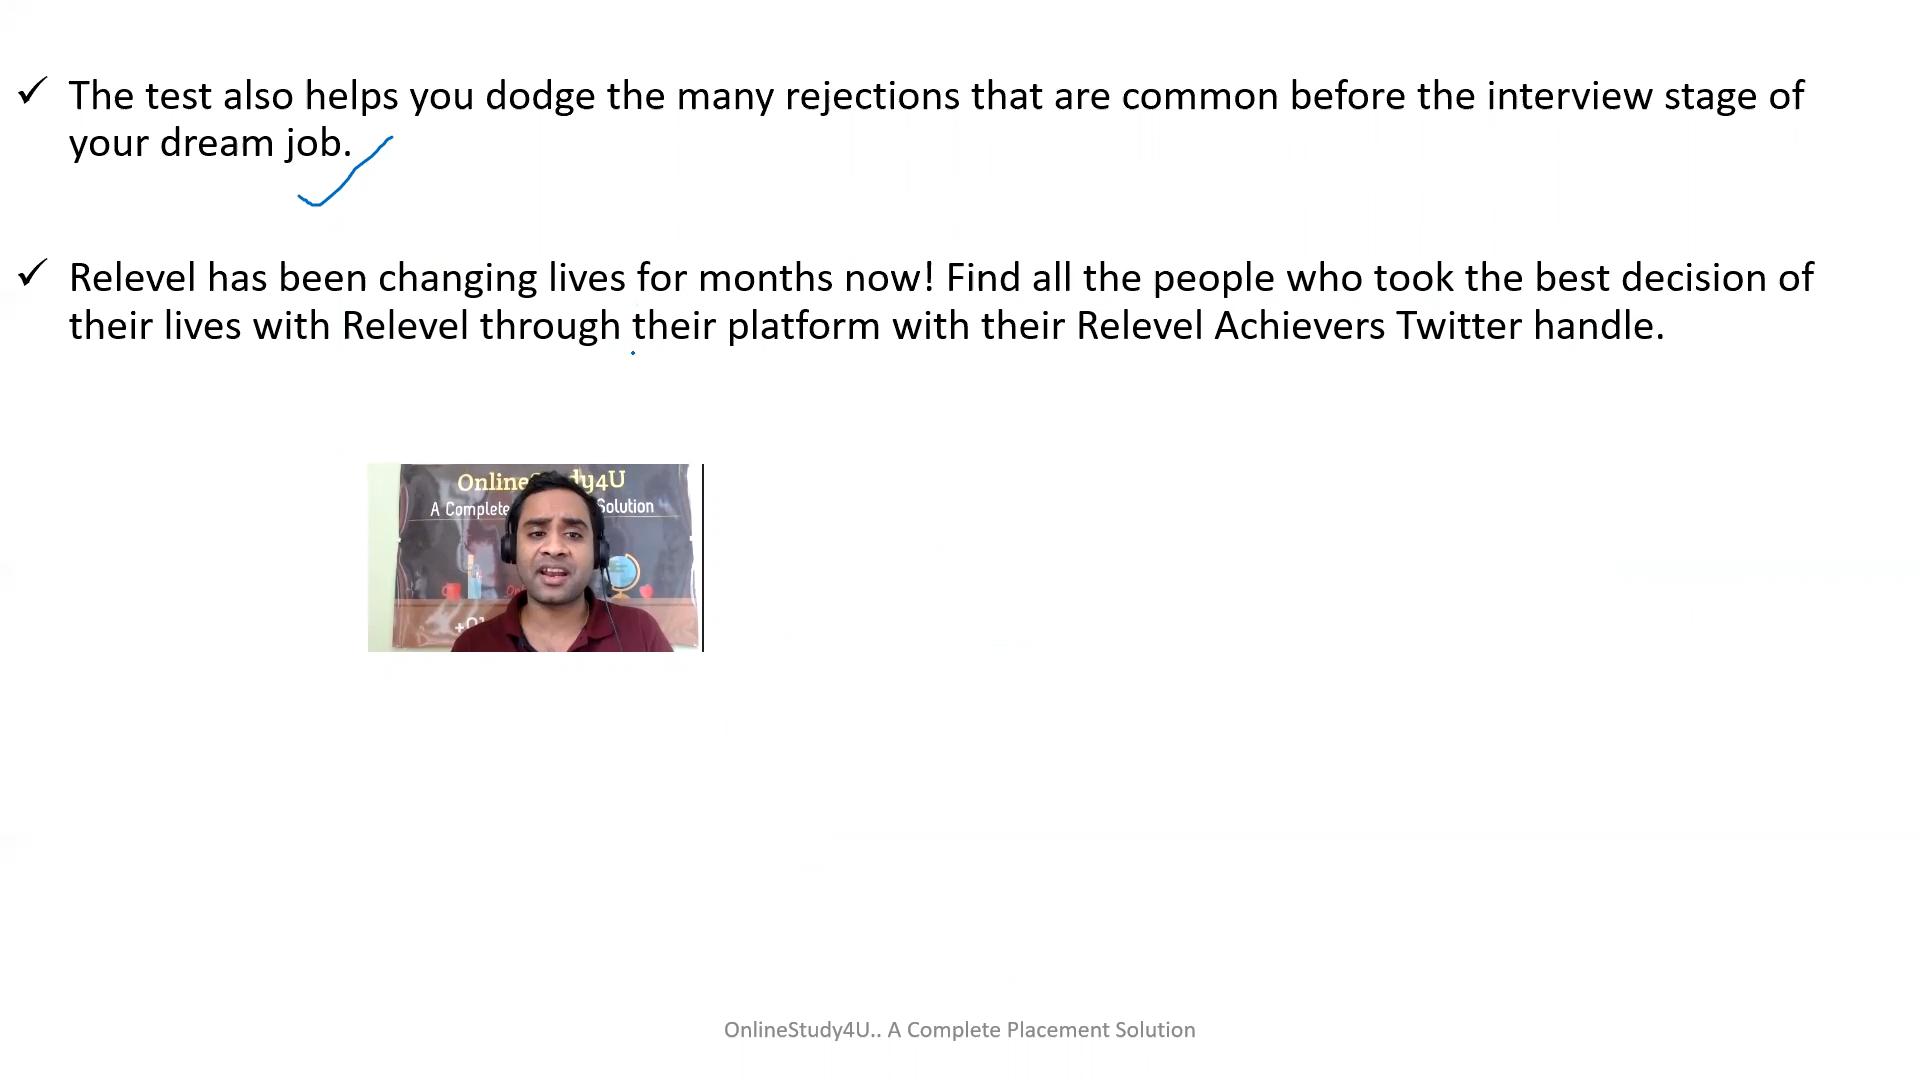 The test also helps you dodge the many rejections that are common before the interview stage of
your dream job.
Relevel has been changing lives for months now! Find all the people who took the best decision of
their lives with Relevel through their platform with their Relevel Achievers Twitter handle.
A Complete Solution
OnlineStudy4U.. A Complete Placement Solution